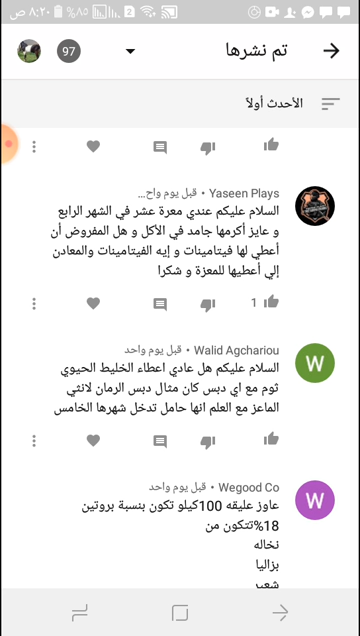 ٨:٢٠ ص
%٨٥
2
تم نشرها
97
الأحدث أولاً
Yaseen Plays • قبل يوم واح...
السلام عليكم عندي معزة عشر في الشهر الرابع
و عايز أكرمها جامد في الأكل و هل المفروض أن
أعطي لها فيتامينات و إيه الفيتامينات والمعادن
إلي أعطيها للمعزة و شكرا
1
W
Walid Agchariou • قبل يوم واحد
السلام عليكم هل عادي اعطاء الخليط الحيوي
ثوم مع اي دبس كان مثال دبس الرمان لانثي
الماعز مع العلم انها حامل تدخل شهرها الخامس
W
Wegood Co • قبل يوم واحد
عاوز عليقه 100كيلو تكون بنسبة بروتين
18%تتكون من
نخاله
بزاليا
شعير